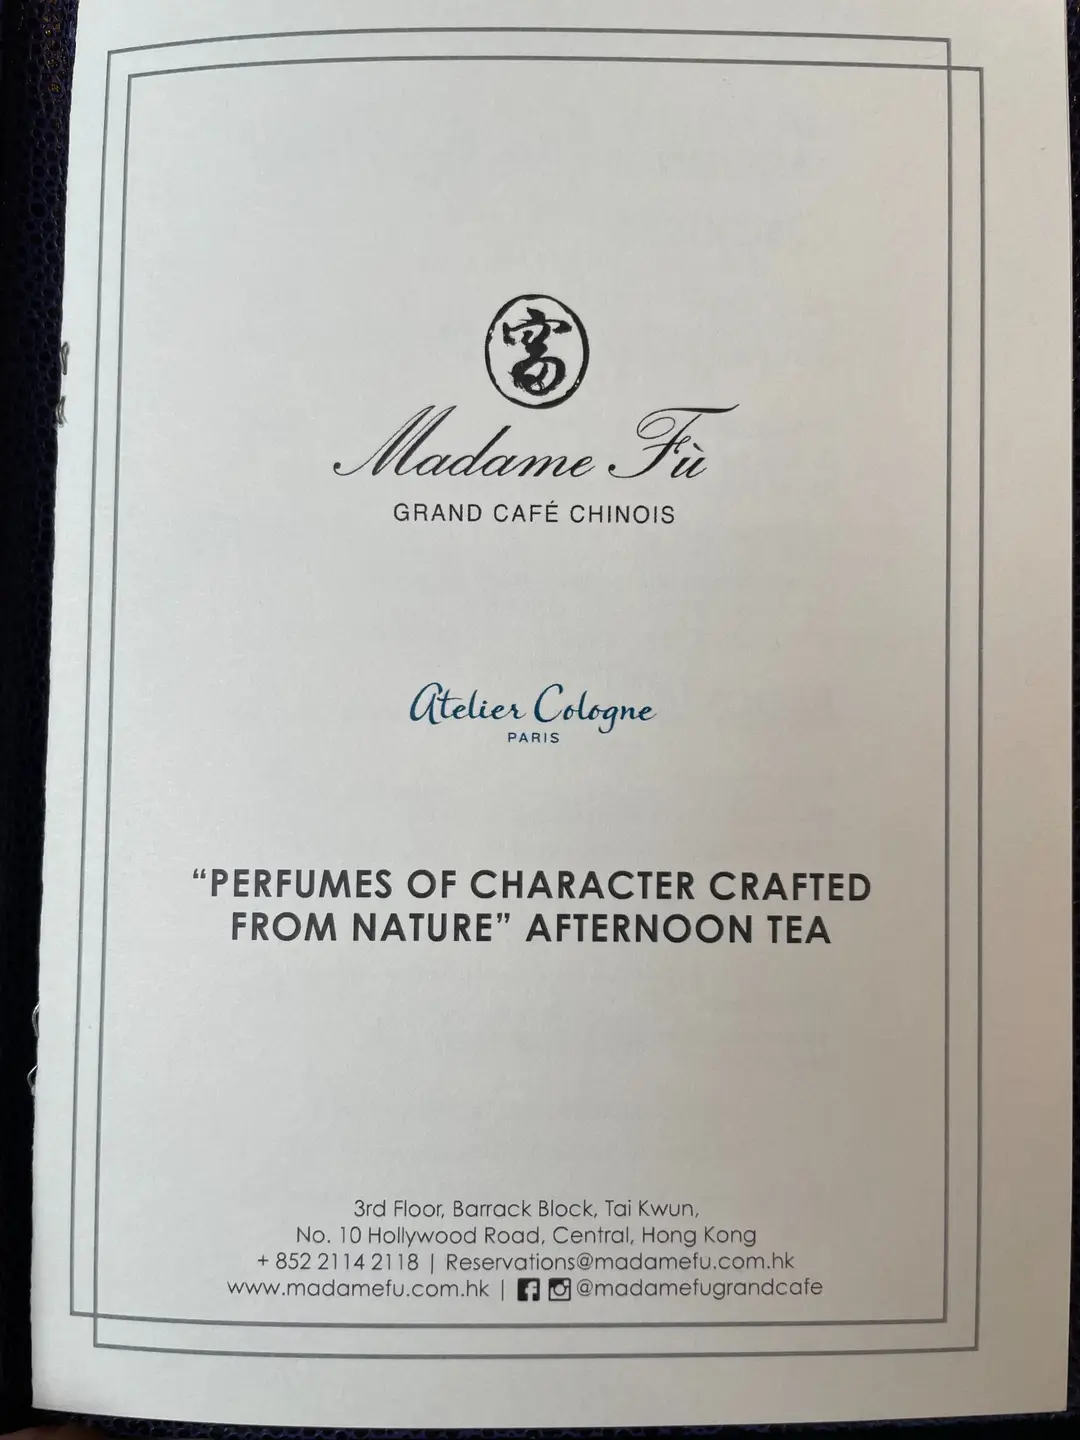 富
Madame Fù
GRAND CAFÉ CHINOIS
Atelier Cologne
PARIS
“PERFUMES OF CHARACTER CRAFTED
FROM NATURE” AFTERNOON TEA
3rd Floor, Barrack Block, Tai Kwun,
No. 10 Hollywood Road, Central, Hong Kong
+ 852 2114 2118 | Reservations@madamefu.com.hk
www.madamefu.com.hk | @madamefugrandcafe